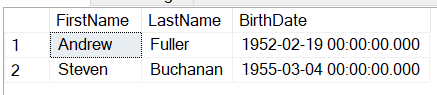 FirstName LastName BirthDate
1 Andrew Fuller 1952-02-19 00:00:00.000
2 Steven Buchanan 1955-03-04 00:00:00.000